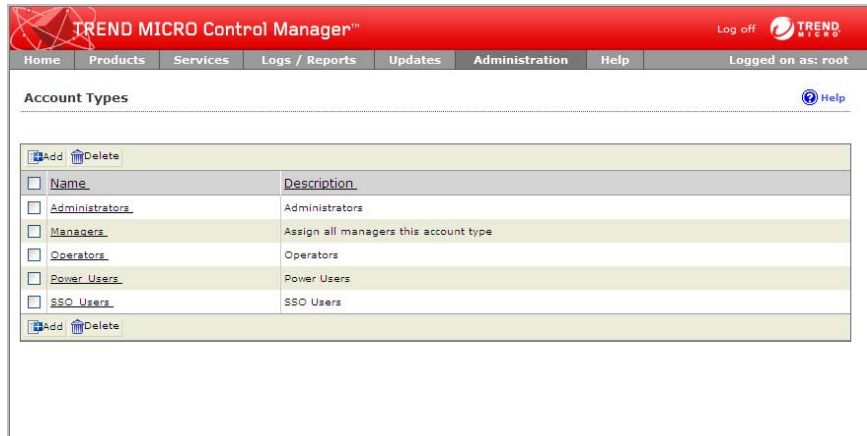 TREND MICRO Control Manager™
Log off
TREND MICRO
Home Products Services Logs / Reports Updates Administration Help Logged on as: root
Account Types
Help
Add Delete
Name Description
Administrators Administrators
Managers Assign all managers this account type
Operators Operators
Power Users Power Users
SSO Users SSO Users
Add Delete